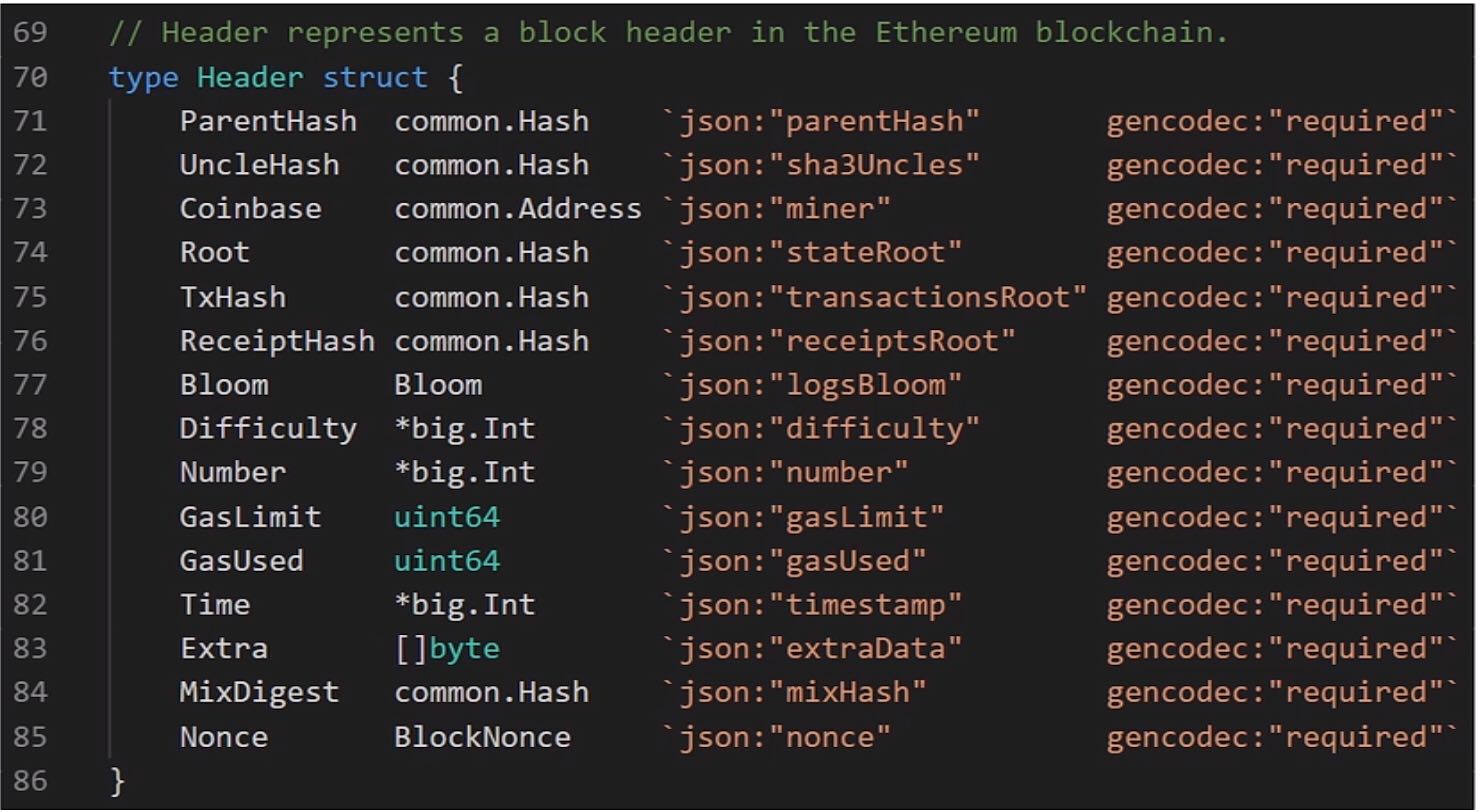 69 // Header represents a block header in the Ethereum blockchain.
70 type Header struct {
71 ParentHash common.Hash `json:"parentHash" gencodec:"required"`
72 UncleHash common.Hash `json:"sha3Uncles" gencodec:"required"`
73 Coinbase common.Address `json:"miner" gencodec:"required"`
74 Root common.Hash `json:"stateRoot" gencodec:"required"`
75 TxHash common.Hash `json:"transactionsRoot" gencodec:"required"`
76 ReceiptHash common.Hash `json:"receiptsRoot" gencodec:"required"`
77 Bloom Bloom `json:"logsBloom" gencodec:"required"`
78 Difficulty *big.Int `json:"difficulty" gencodec:"required"`
79 Number *big.Int `json:"number" gencodec:"required"`
80 GasLimit uint64 `json:"gasLimit" gencodec:"required"`
81 GasUsed uint64 `json:"gasUsed" gencodec:"required"`
82 Time *big.Int `json:"timestamp" gencodec:"required"`
83 Extra []byte `json:"extraData" gencodec:"required"`
84 MixDigest common.Hash `json:"mixHash" gencodec:"required"`
85 Nonce BlockNonce `json:"nonce" gencodec:"required"`
86 }